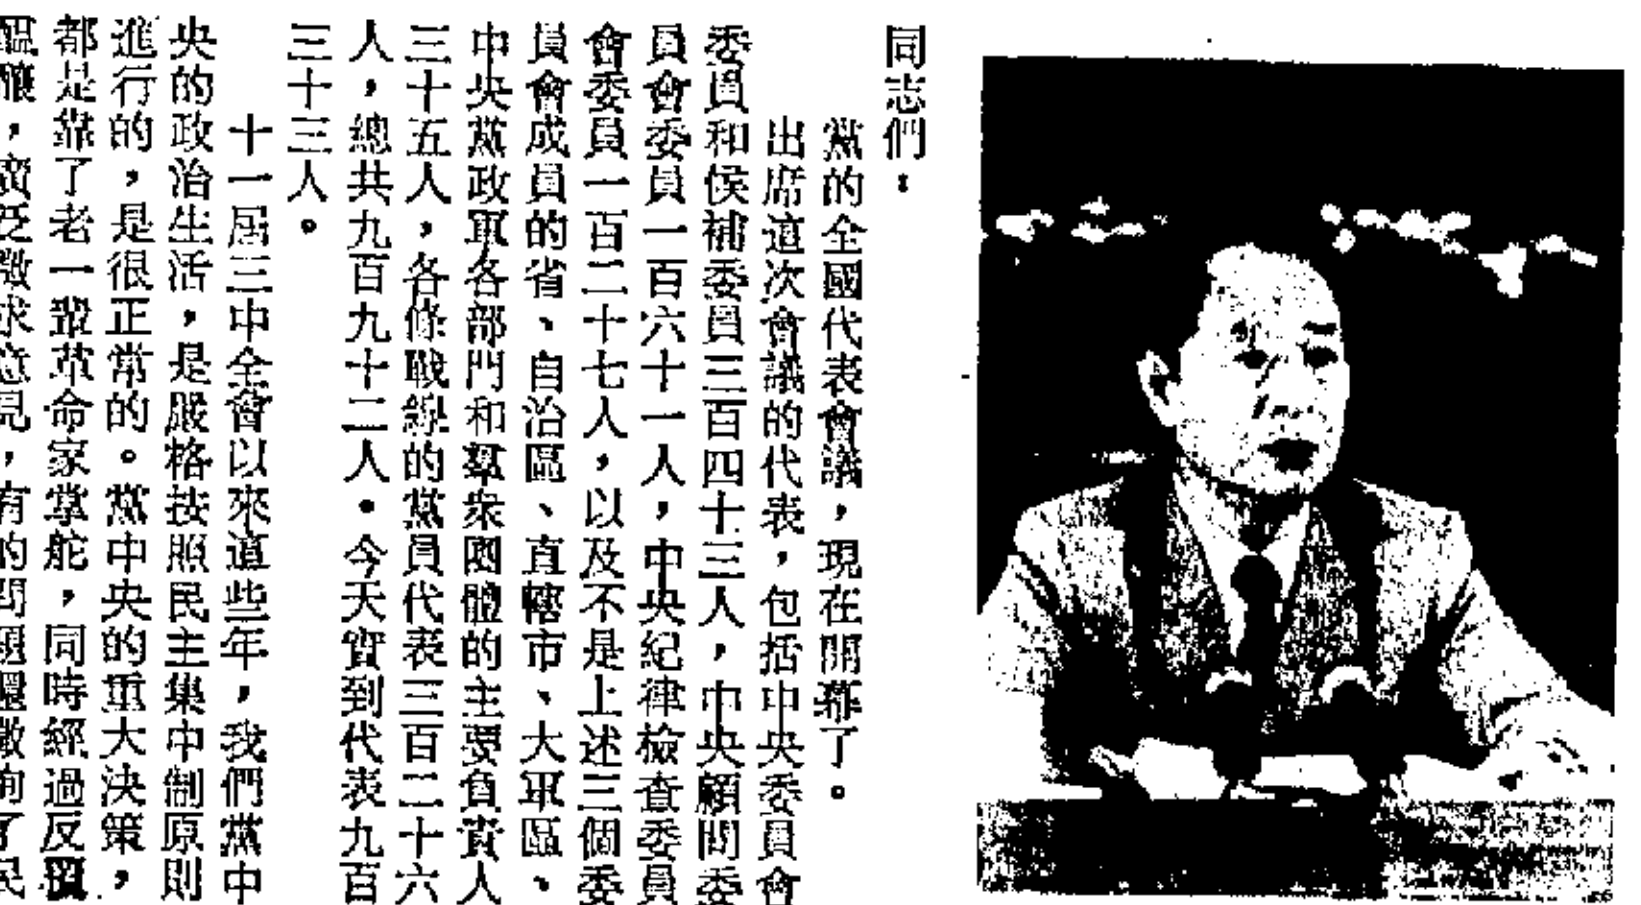 同志們：
黨的全國代表會議，現在開幕了。
出席這次會議的代表，包括中央委員會
委員和候補委員三百四十三人，中央顧問委
員會委員一百六十一人，中央紀律檢查委員
會委員一百二十七人，以及不是上述三個委
員會成員的省、自治區、直轄市、大軍區、
中央黨政軍各部門和羣衆團體的主要負責人
三十五人，各條戰線的黨員代表三百二十六
人，總共九百九十二人。今天實到代表九百
三十三人。
十一屆三中全會以來這些年，我們黨中
央的政治生活，是嚴格按照民主集中制原則
進行的，是很正常的。黨中央的重大決策，
都是靠了老一輩革命家掌舵，同時經過反覆
醞釀，廣泛徵求意見，有的問題還徵詢了民